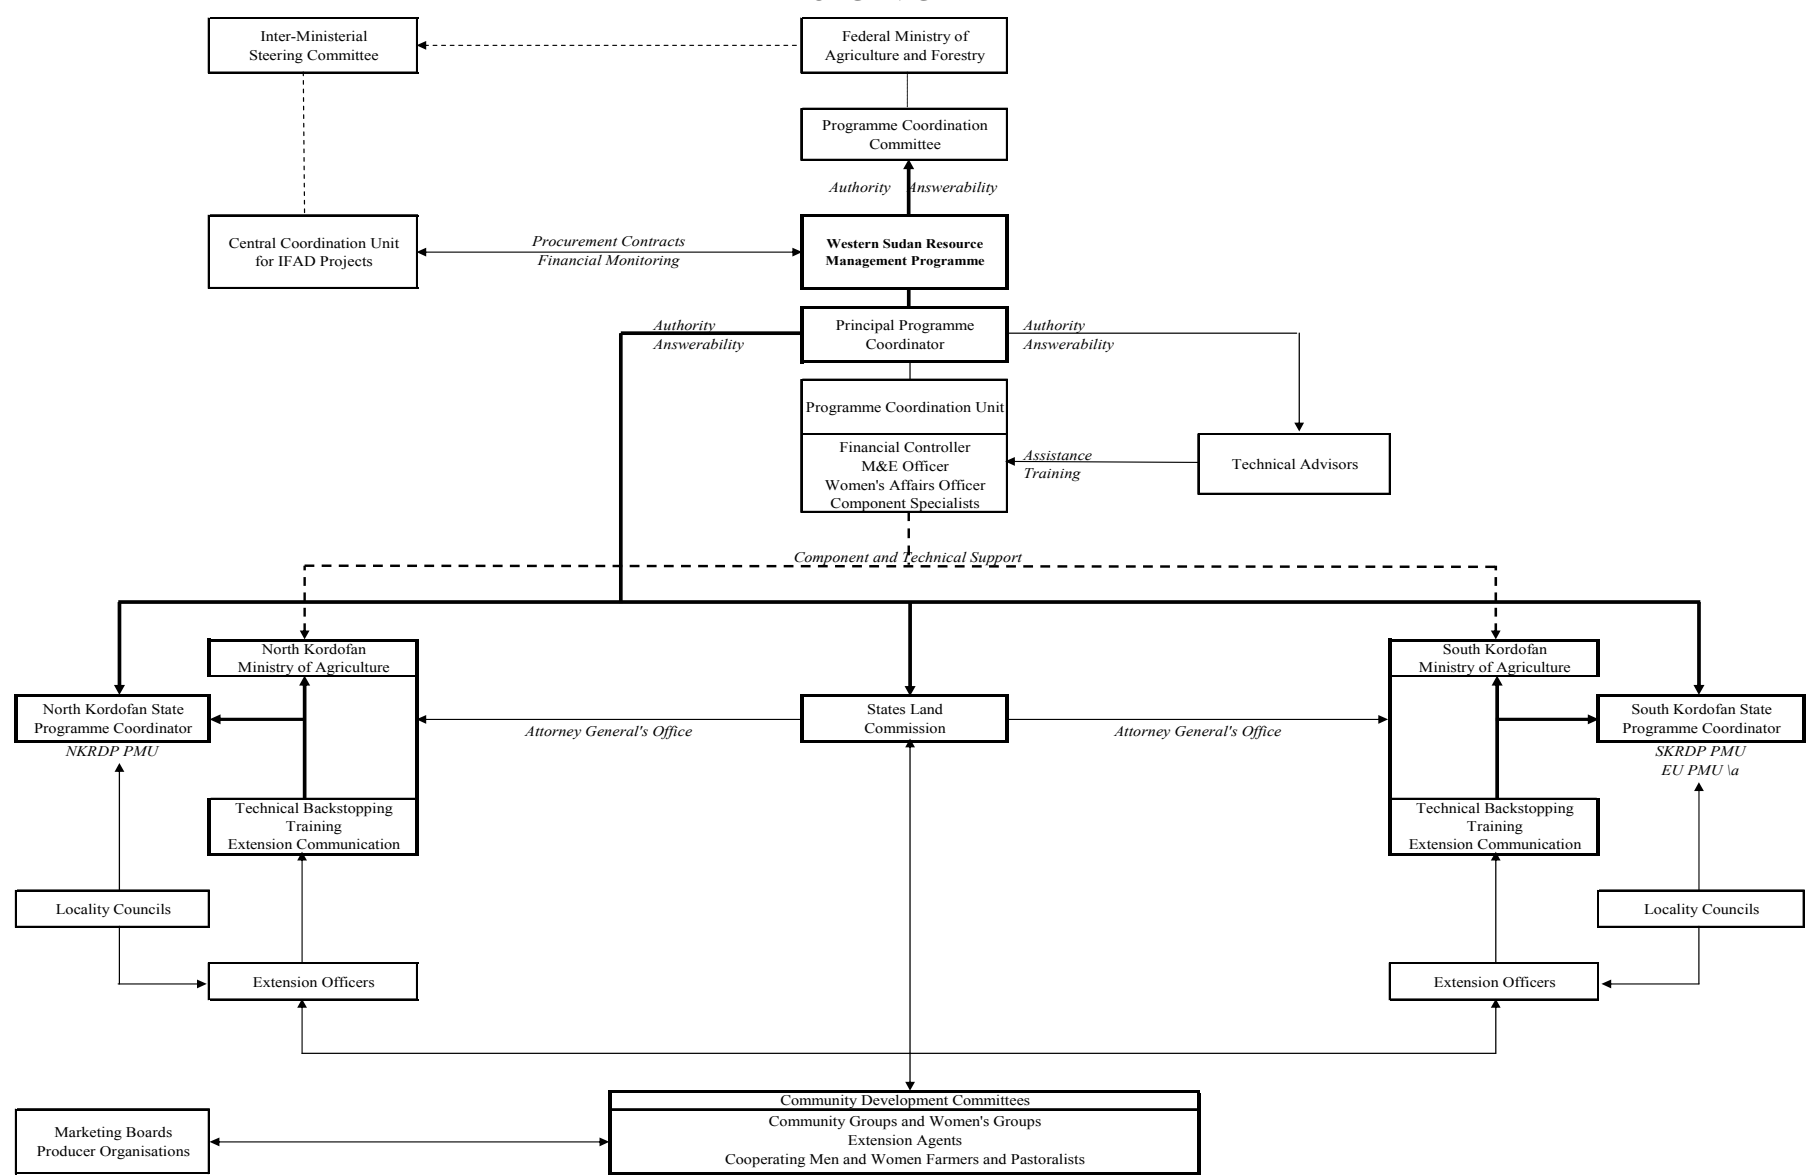 Inter-Ministerial
Steering Committee
Federal Ministry of
Agriculture and Forestry
Programme Coordination
Committee
Authority Answerability
Central Coordination Unit
for IFAD Projects
Procurement Contracts
Financial Monitoring
Western Sudan Resource
Management Programme
Authority
Answerability
Principal Programme
Coordinator
Authority
Answerability
Programme Coordination Unit
Financial Controller
M&E Officer
Women's Affairs Officer
Component Specialists
Assistance
Training
Technical Advisors
Component and Technical Support
North Kordofan
Ministry of Agriculture
South Kordofan
Ministry of Agriculture
North Kordofan State
Programme Coordinator
NKRDP PMU
Attorney General's Office
States Land
Commission
Attorney General's Office
South Kordofan State
Programme Coordinator
SKRDP PMU
EU PMU \a
Technical Backstopping
Training
Extension Communication
Technical Backstopping
Training
Extension Communication
Locality Councils
Locality Councils
Extension Officers
Extension Officers
Community Development Committees
Community Groups and Women's Groups
Extension Agents
Cooperating Men and Women Farmers and Pastoralists
Marketing Boards
Producer Organisations